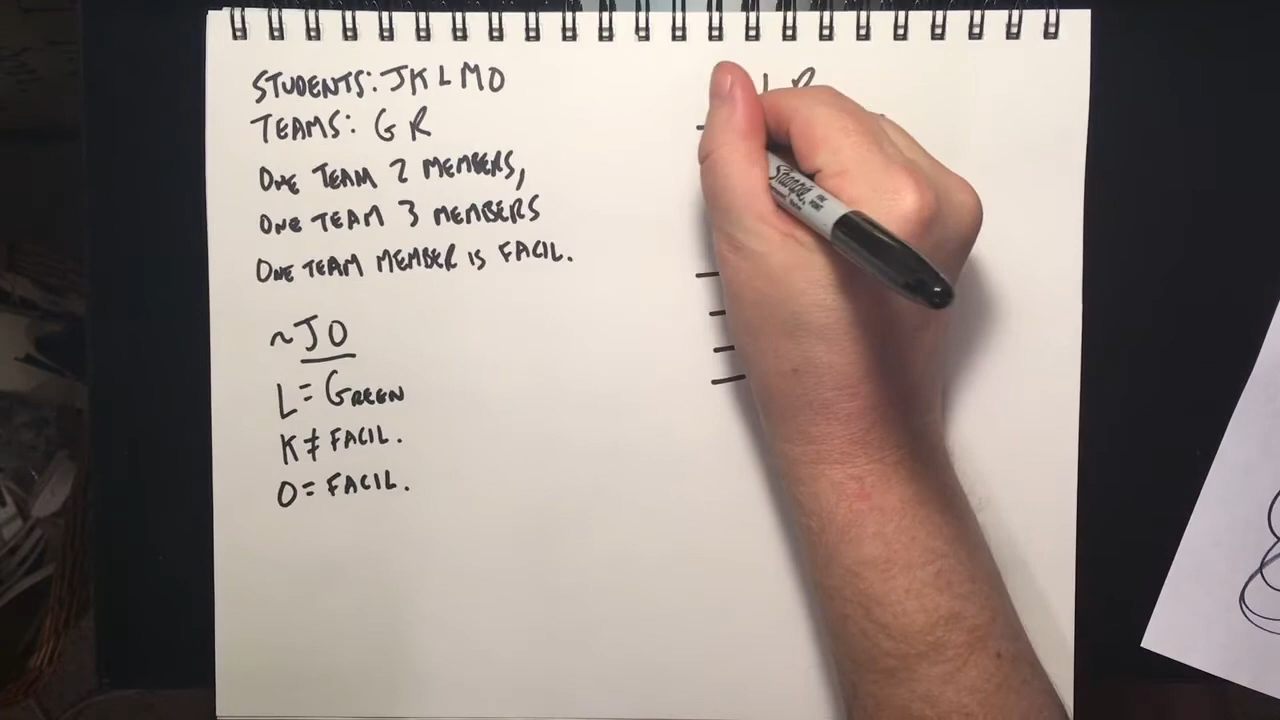 STUDENTS: JKLMO
TEAMS: G R
ONE TEAM 2 MEMBERS,
ONE TEAM 3 MEMBERS
ONE TEAM MEMBER IS FACIL.
~JO
L = GREEN
K ≠ FACIL.
O = FACIL.
Sharpie